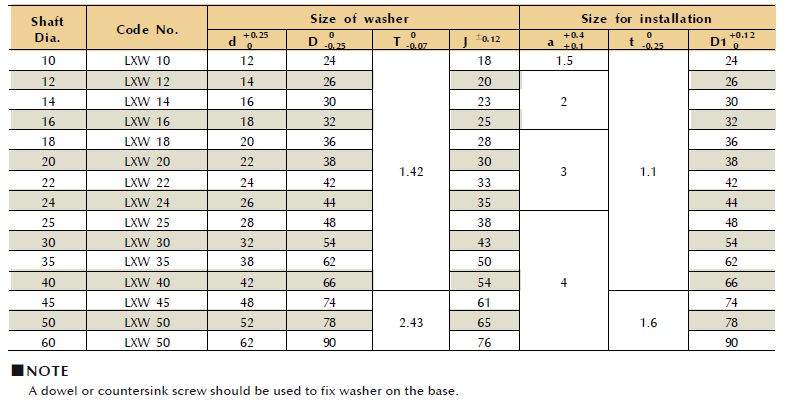 Shaft Dia. Code No. Size of washer Size for installation
d +0.25 0 D 0 -0.25 T 0 -0.07 J ±0.12 a +0.4 +0.1 t 0 -0.25 D1 +0.12 0
10 LXW 10 12 24 18 1.5 24
12 LXW 12 14 26 20 26
14 LXW 14 16 30 23 2 30
16 LXW 16 18 32 25 32
18 LXW 18 20 36 28 36
20 LXW 20 22 38 30 38
22 LXW 22 24 42 1.42 33 3 1.1 42
24 LXW 24 26 44 35 44
25 LXW 25 28 48 38 48
30 LXW 30 32 54 43 54
35 LXW 35 38 62 50 62
40 LXW 40 42 66 54 4 66
45 LXW 45 48 74 61 74
50 LXW 50 52 78 2.43 65 1.6 78
60 LXW 50 62 90 76 90
■NOTE
A dowel or countersink screw should be used to fix washer on the base.